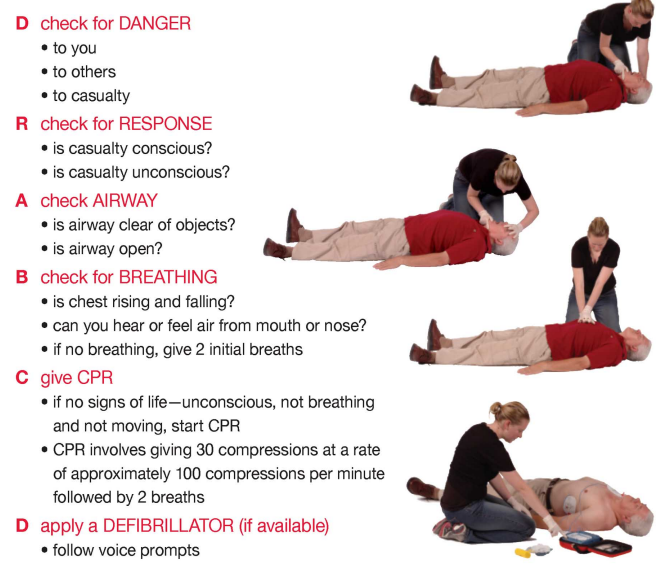 D check for DANGER
• to you
• to others
• to casualty
R check for RESPONSE
• is casualty conscious?
• is casualty unconscious?
A check AIRWAY
• is airway clear of objects?
• is airway open?
B check for BREATHING
• is chest rising and falling?
• can you hear or feel air from mouth or nose?
• if no breathing, give 2 initial breaths
C give CPR
• if no signs of life—unconscious, not breathing
and not moving, start CPR
• CPR involves giving 30 compressions at a rate
of approximately 100 compressions per minute
followed by 2 breaths
D apply a DEFIBRILLATOR (if available)
• follow voice prompts